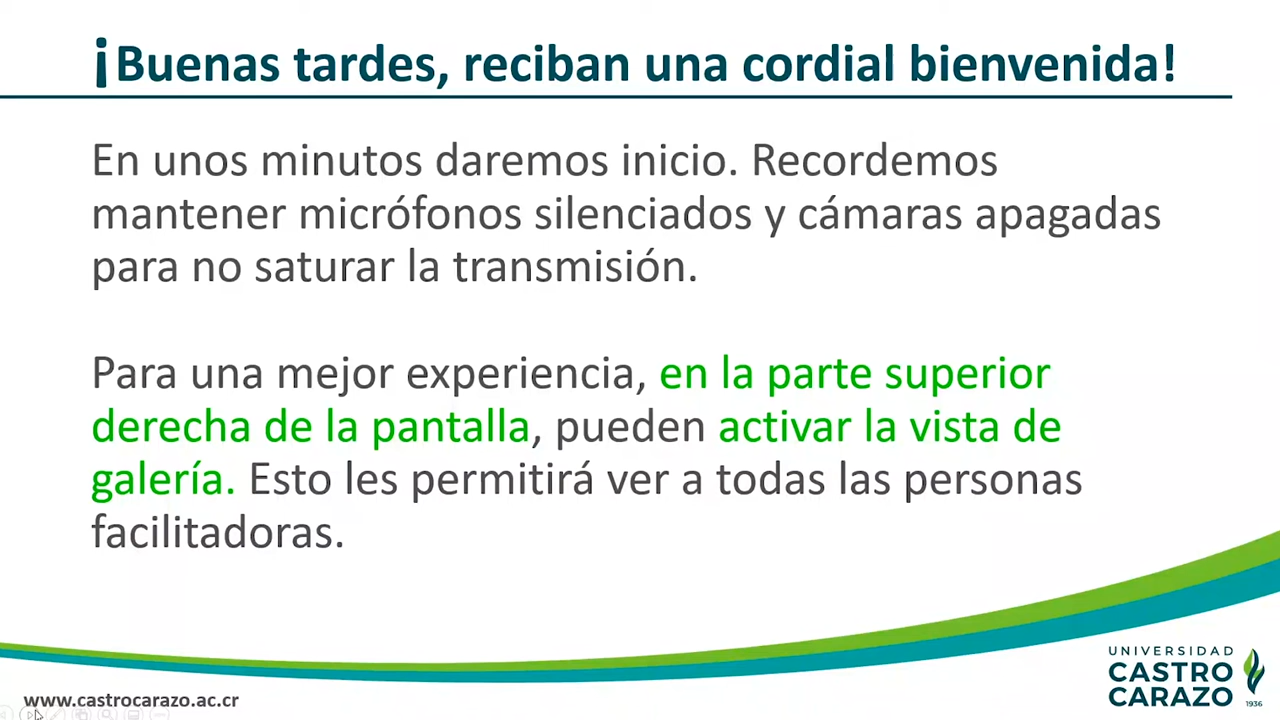 ¡Buenas tardes, reciban una cordial bienvenida!
En unos minutos daremos inicio. Recordemos
mantener micrófonos silenciados y cámaras apagadas
para no saturar la transmisión.
Para una mejor experiencia, en la parte superior
derecha de la pantalla, pueden activar la vista de
galería. Esto les permitirá ver a todas las personas
facilitadoras.
UNIVERSIDAD
CASTRO
CARAZO
1936
www.castrocarazo.ac.cr